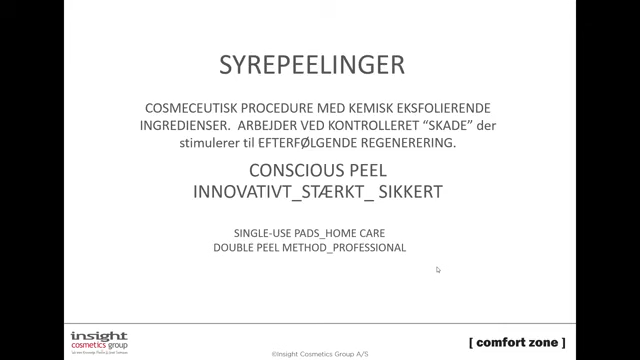 SYREPEELINGER
COSMECEUTISK PROCEDURE MED KEMISK EKSFOLIERENDE
INGREDIENSER. ARBEJDER VED KONTROLLERET “SKADE” der
stimulerer til EFTERFØLGENDE REGENERERING.
CONSCIOUS PEEL
INNOVATIVT_STÆRKT_ SIKKERT
SINGLE-USE PADS_HOME CARE
DOUBLE PEEL METHOD_PROFESSIONAL
insight
cosmetics group
©Insight Cosmetics Group A/S
[ comfort zone ]